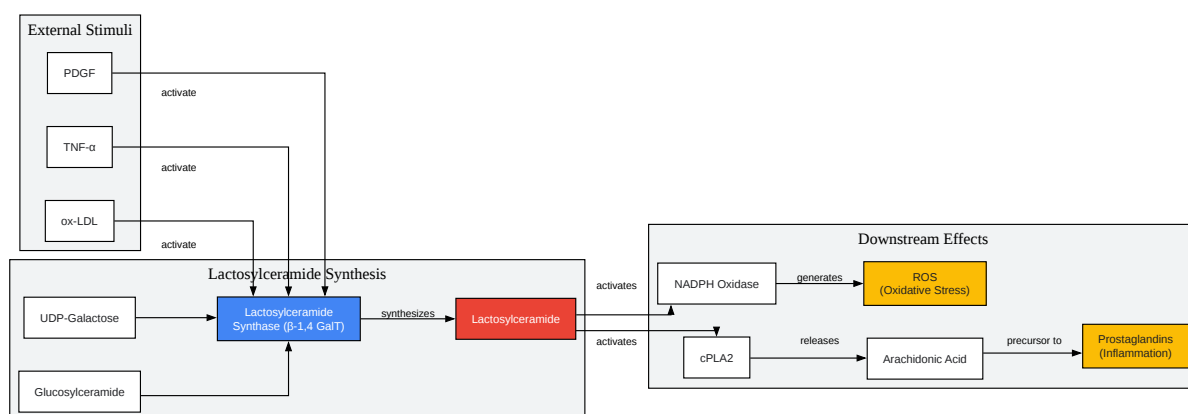 External Stimuli
PDGF
activate
TNF-α
activate
ox-LDL
activate
Lactosylceramide Synthesis
UDP-Galactose
Lactosylceramide
Synthase (β-1,4 GalT)
synthesizes
Lactosylceramide
Glucosylceramide
activates
activates
Downstream Effects
NADPH Oxidase
generates
ROS
(Oxidative Stress)
cPLA2
releases
Arachidonic Acid
precursor to
Prostaglandins
(Inflammation)